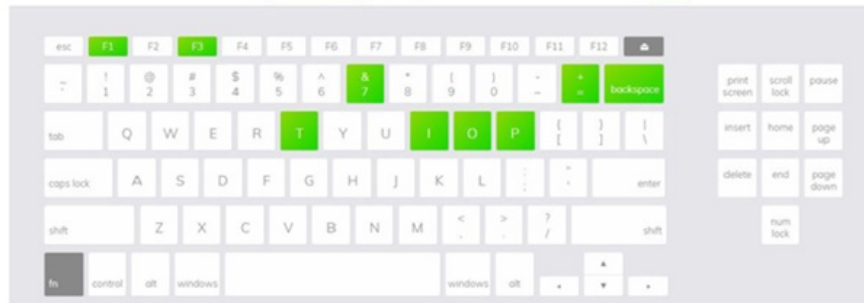 esc F1 F2 F3 F4 F5 F6 F7 F8 F9 F10 F11 F12
~ ! @ # $ % ^ & * ( ) - +
1 2 3 4 5 6 7 8 9 0 – = backspace
print screen scroll lock pause
tab Q W E R T Y U I O P { [ } ] | \
insert home page up
caps lock A S D F G H J K L : " enter
delete end page down
shift Z X C V B N M < > ? / shift
num lock
fn control alt windows windows alt